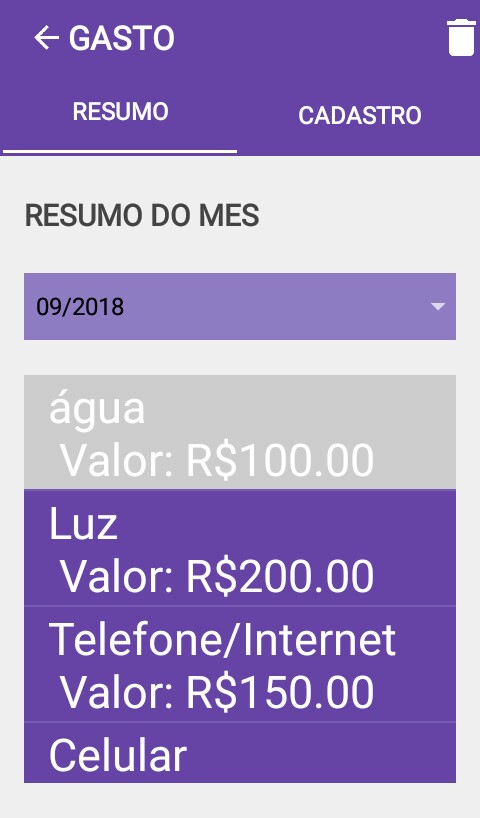 GASTO
RESUMO
CADASTRO
RESUMO DO MES
09/2018
água
Valor: R$100.00
Luz
Valor: R$200.00
Telefone/Internet
Valor: R$150.00
Celular